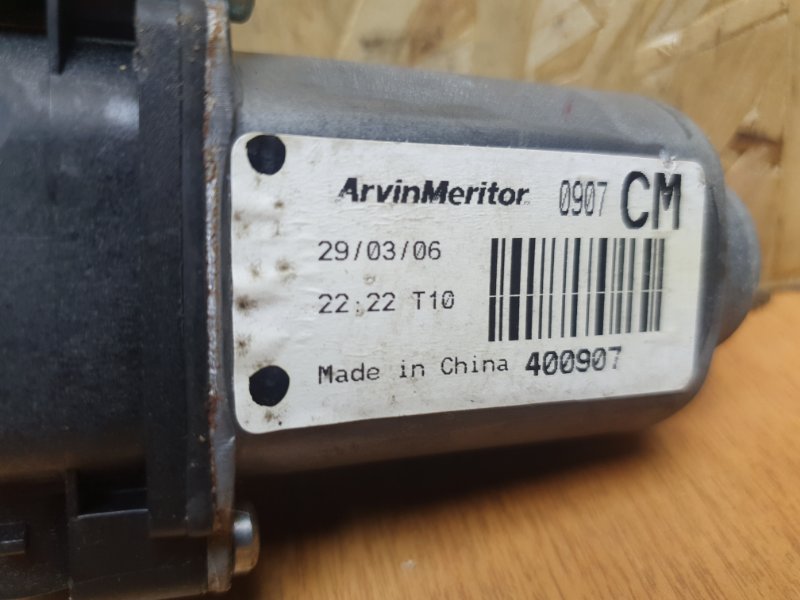 ArvinMeritor 0907 CM
29/03/06
22:22 T10
Made in China 400907